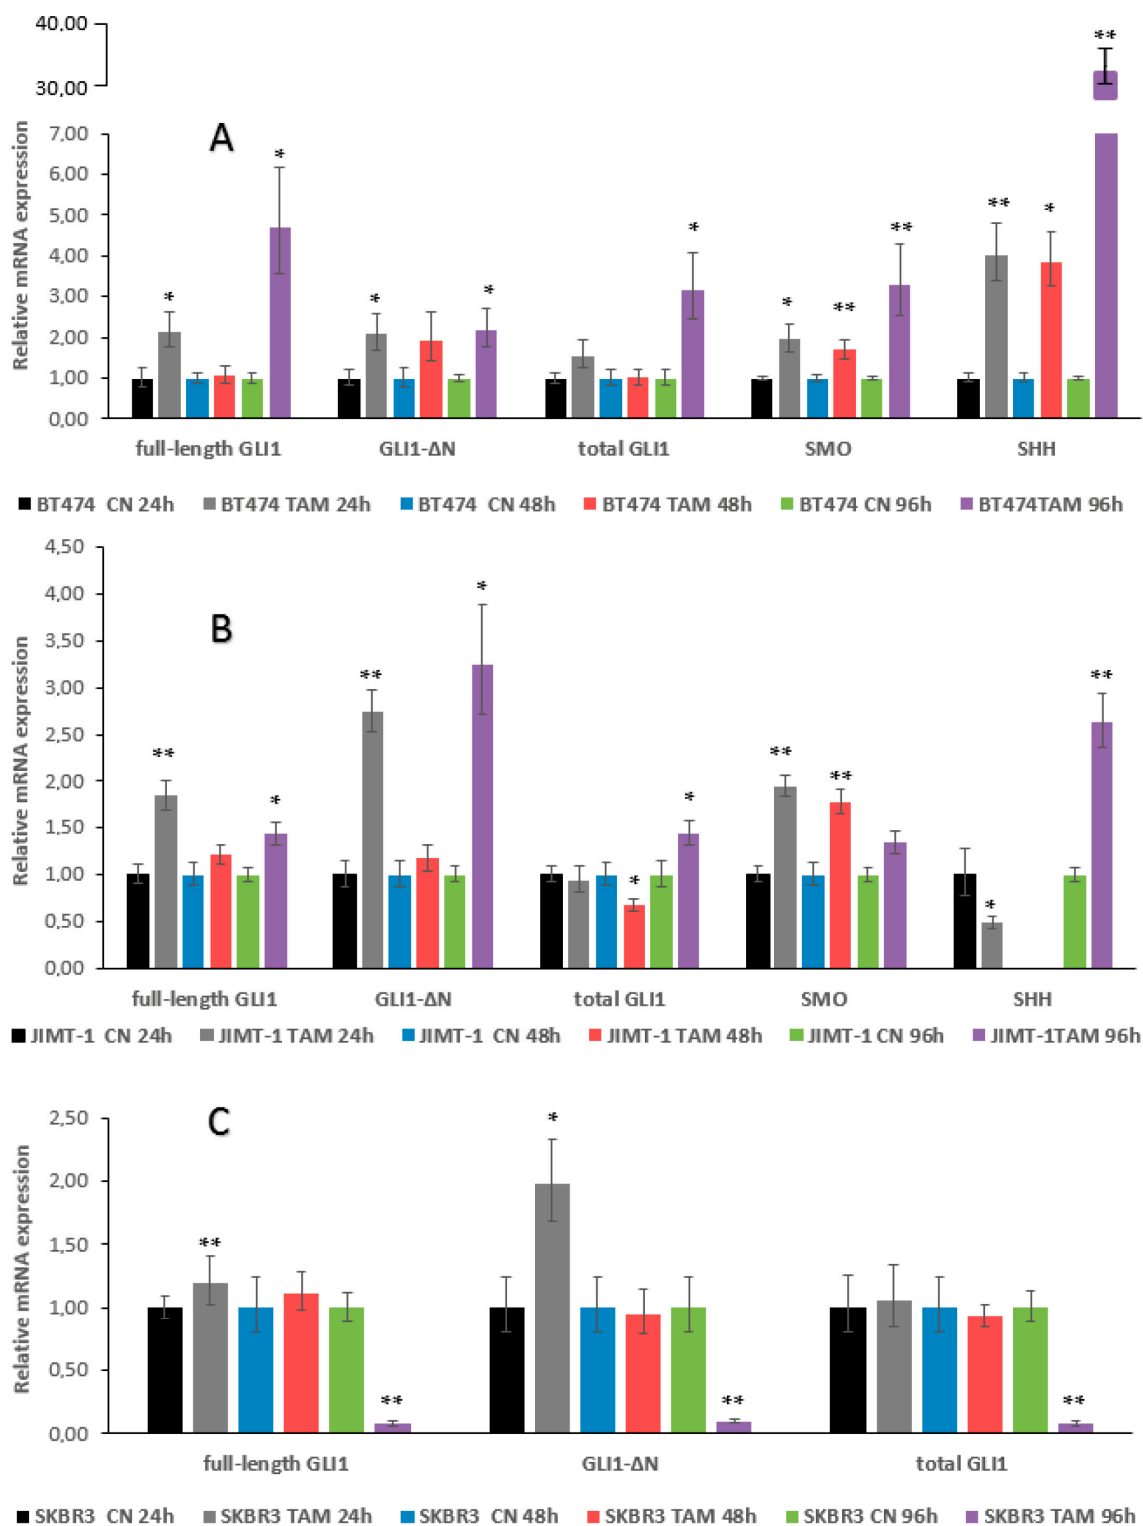 40,00
**
30,00
A
Relative mRNA expression
7,00
6,00
5,00
4,00
3,00
2,00
1,00
0,00
* * * * * * ** ** ** *
full-length GLI1 GLI1-ΔN total GLI1 SMO SHH
BT474 CN 24h BT474 TAM 24h BT474 CN 48h BT474 TAM 48h BT474 CN 96h BT474TAM 96h
B
Relative mRNA expression
4,50
4,00
3,50
3,00
2,50
2,00
1,50
1,00
0,50
0,00
** * ** * * * ** ** * **
full-length GLI1 GLI1-ΔN total GLI1 SMO SHH
JIMT-1 CN 24h JIMT-1 TAM 24h JIMT-1 CN 48h JIMT-1 TAM 48h JIMT-1 CN 96h JIMT-1TAM 96h
C
Relative mRNA expression
2,50
2,00
1,50
1,00
0,50
0,00
** ** * ** **
full-length GLI1 GLI1-ΔN total GLI1
SKBR3 CN 24h SKBR3 TAM 24h SKBR3 CN 48h SKBR3 TAM 48h SKBR3 CN 96h SKBR3 TAM 96h